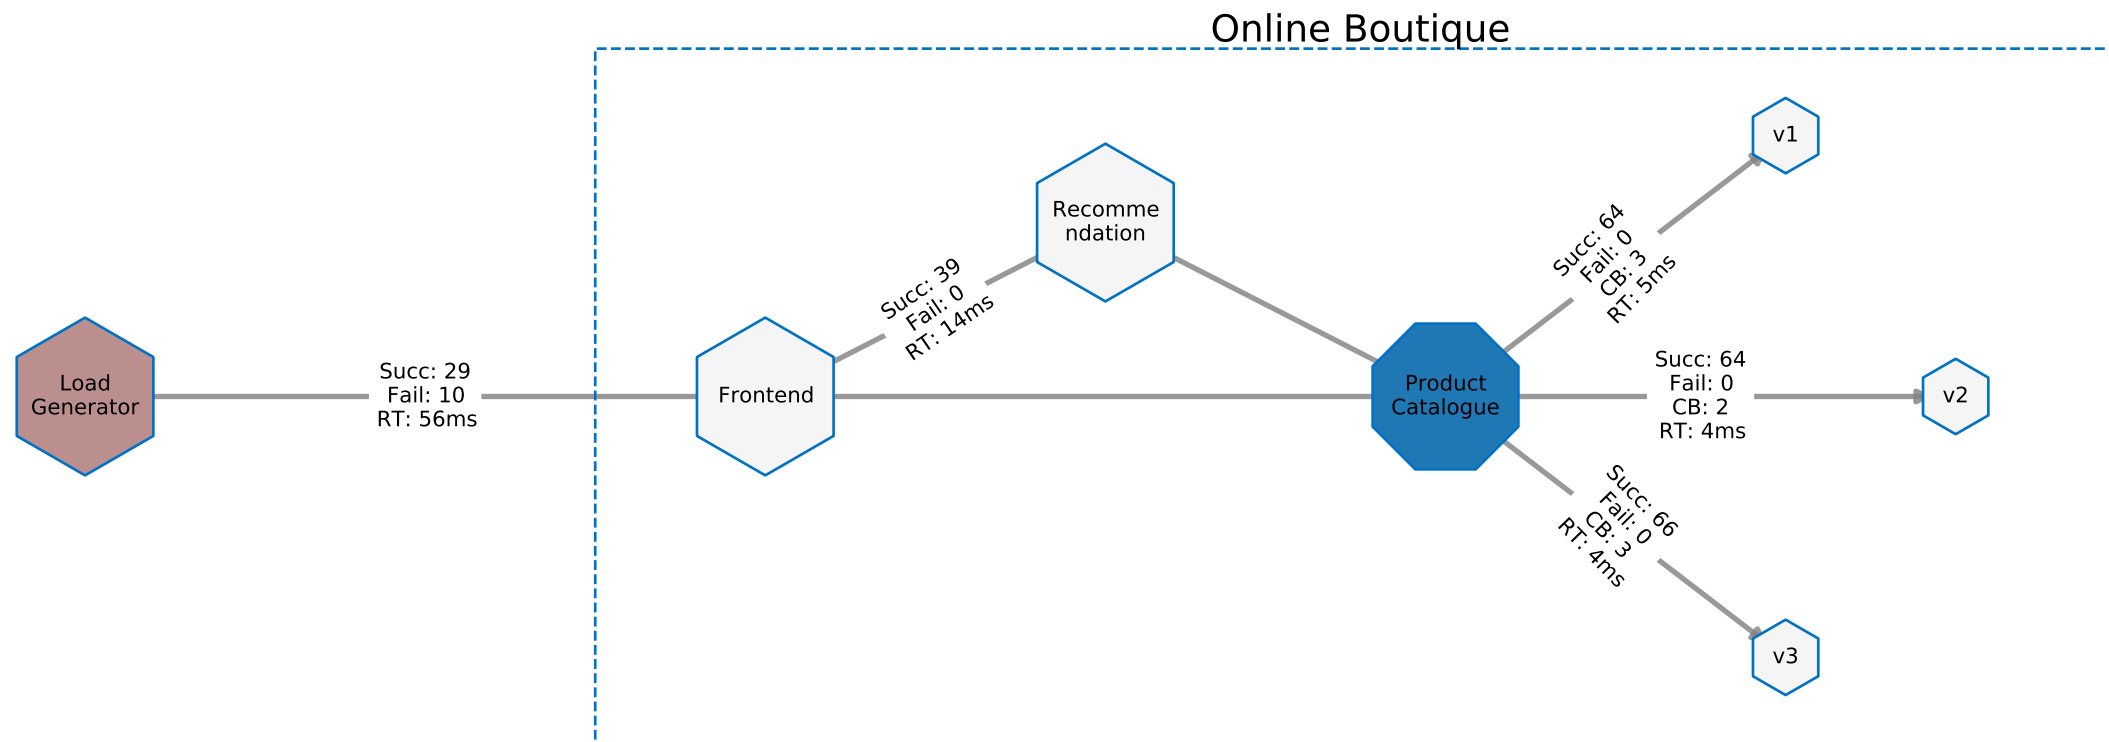 Online Boutique
Load
Generator
Succ: 29
Fail: 10
RT: 56ms
Frontend
Succ: 39
Fail: 0
RT: 14ms
Recomme
ndation
Product
Catalogue
Succ: 64
Fail: 0
CB: 3
RT: 5ms
v1
Succ: 64
Fail: 0
CB: 2
RT: 4ms
v2
Succ: 66
Fail: 0
CB: 3
RT: 4ms
v3